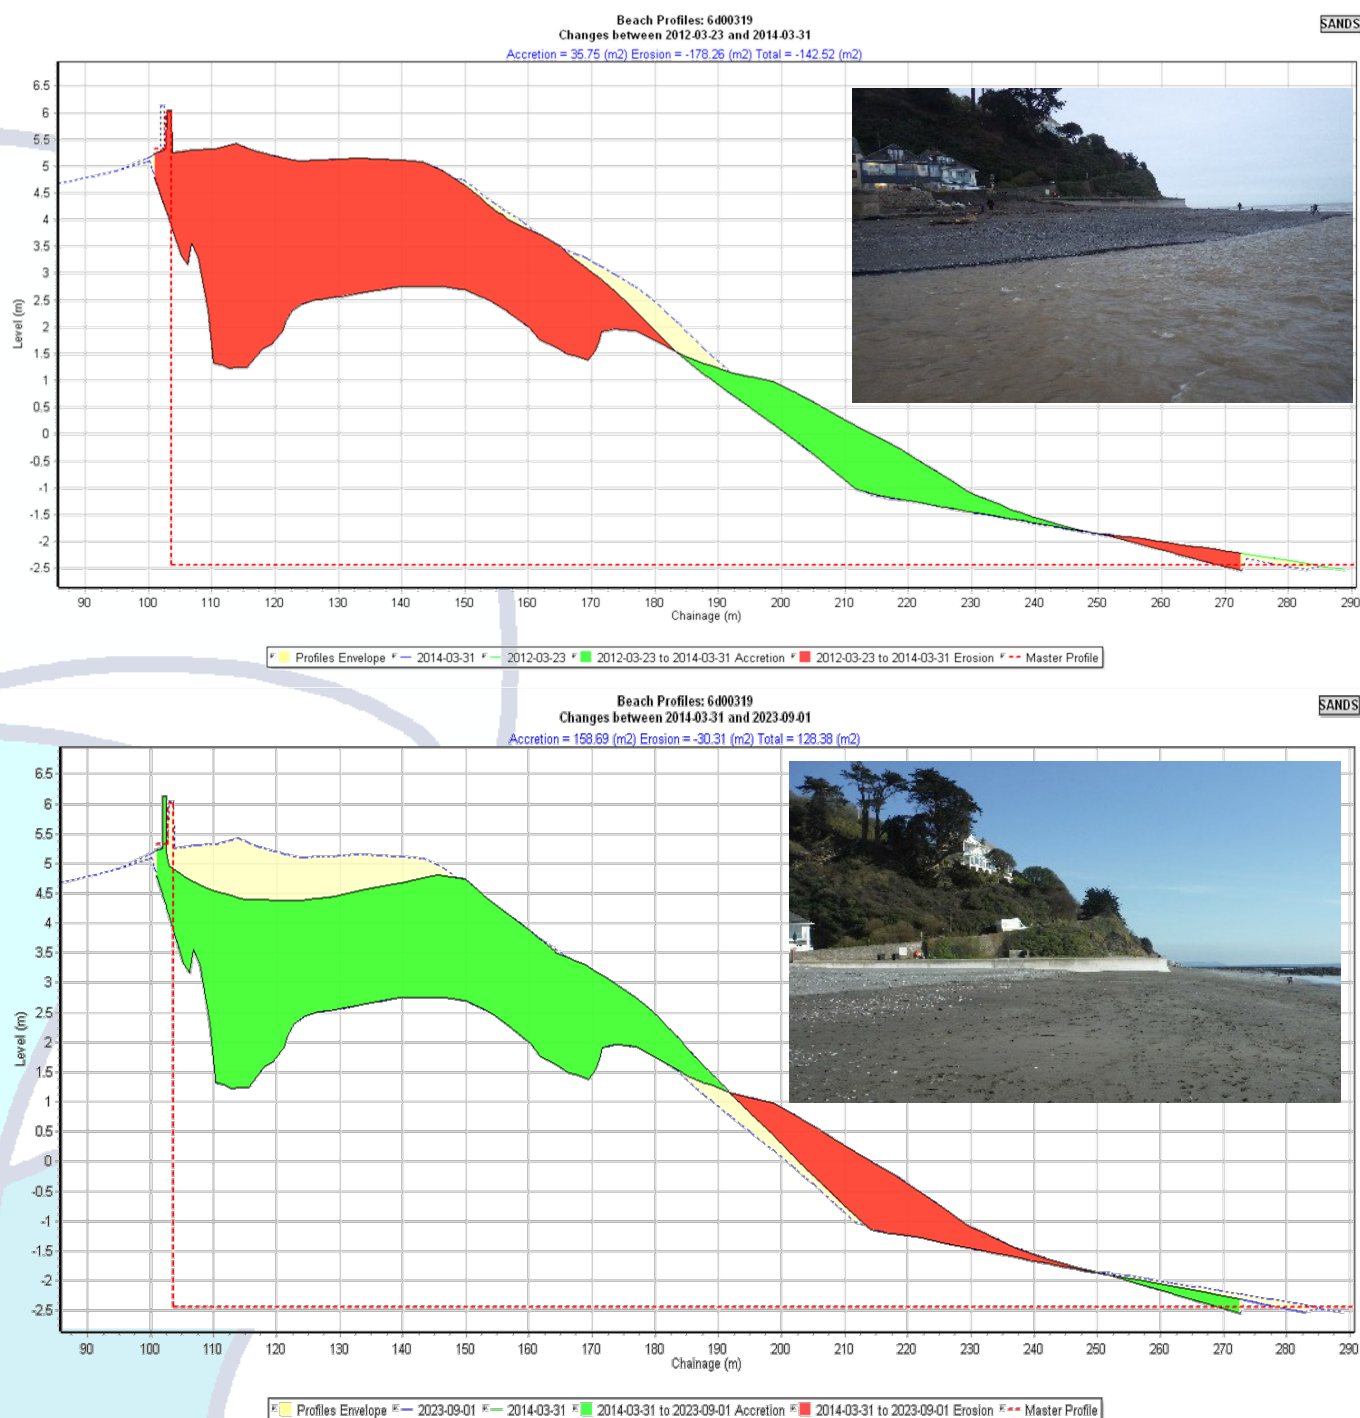 Beach Profiles: 6d00319
SANDS
Changes between 2012-03-23 and 2014-03-31
Accretion = 35.75 (m2) Erosion = -178.26 (m2) Total = -142.52 (m2)
6.5
6
5.5
5
4.5
4
3.5
3
2.5
2
1.5
1
0.5
0
-0.5
-1
-1.5
-2
-2.5
Level (m)
90 100 110 120 130 140 150 160 170 180 190 200 210 220 230 240 250 260 270 280 290
Chainage (m)
Profiles Envelope 2014-03-31 2012-03-23 2012-03-23 to 2014-03-31 Accretion 2012-03-23 to 2014-03-31 Erosion Master Profile
Beach Profiles: 6d00319
SANDS
Changes between 2014-03-31 and 2023-09-01
Accretion = 158.69 (m2) Erosion = -30.31 (m2) Total = 128.38 (m2)
6.5
6
5.5
5
4.5
4
3.5
3
2.5
2
1.5
1
0.5
0
-0.5
-1
-1.5
-2
-2.5
Level (m)
90 100 110 120 130 140 150 160 170 180 190 200 210 220 230 240 250 260 270 280 290
Chainage (m)
Profiles Envelope 2023-09-01 2014-03-31 2014-03-31 to 2023-09-01 Accretion 2014-03-31 to 2023-09-01 Erosion Master Profile